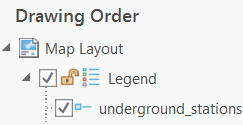 Drawing Order
Map Layout
Legend
underground_stations